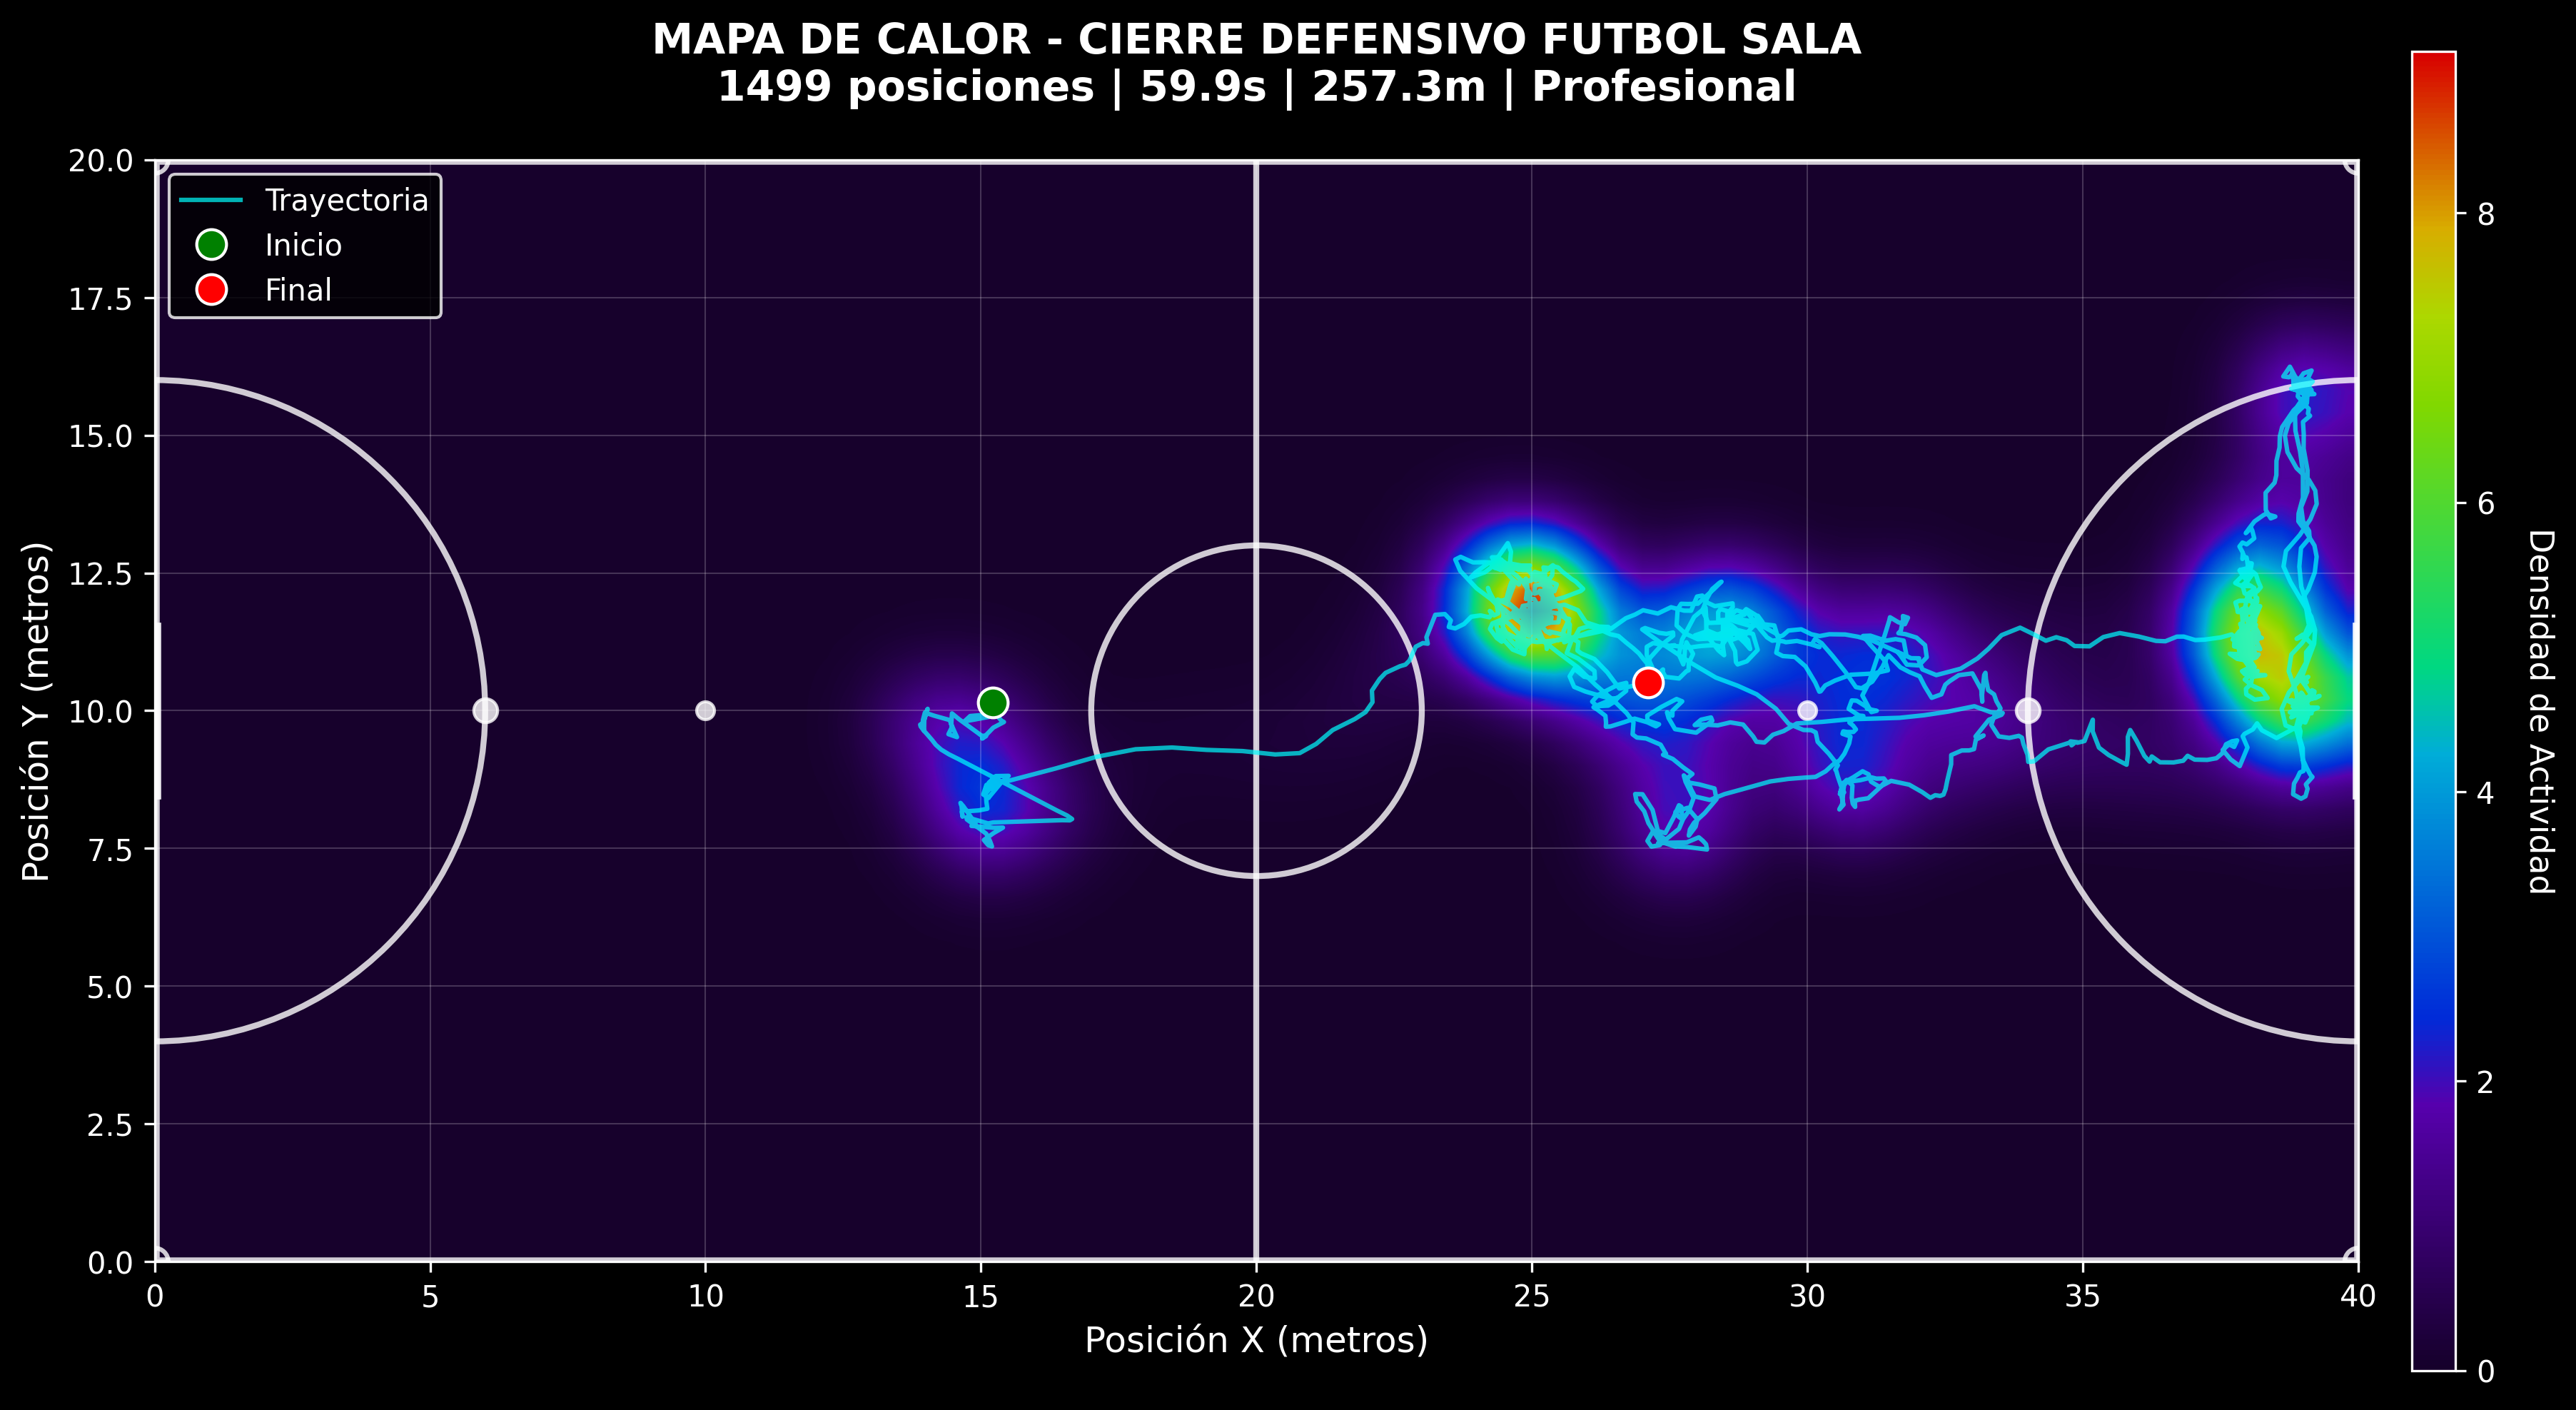 MAPA DE CALOR - CIERRE DEFENSIVO FUTBOL SALA
1499 posiciones | 59.9s | 257.3m | Profesional
Trayectoria
Inicio
Final
20.0
17.5
15.0
12.5
10.0
7.5
5.0
2.5
0.0
Posición Y (metros)
0 5 10 15 20 25 30 35 40
Posición X (metros)
8
6
4
2
0
Densidad de Actividad